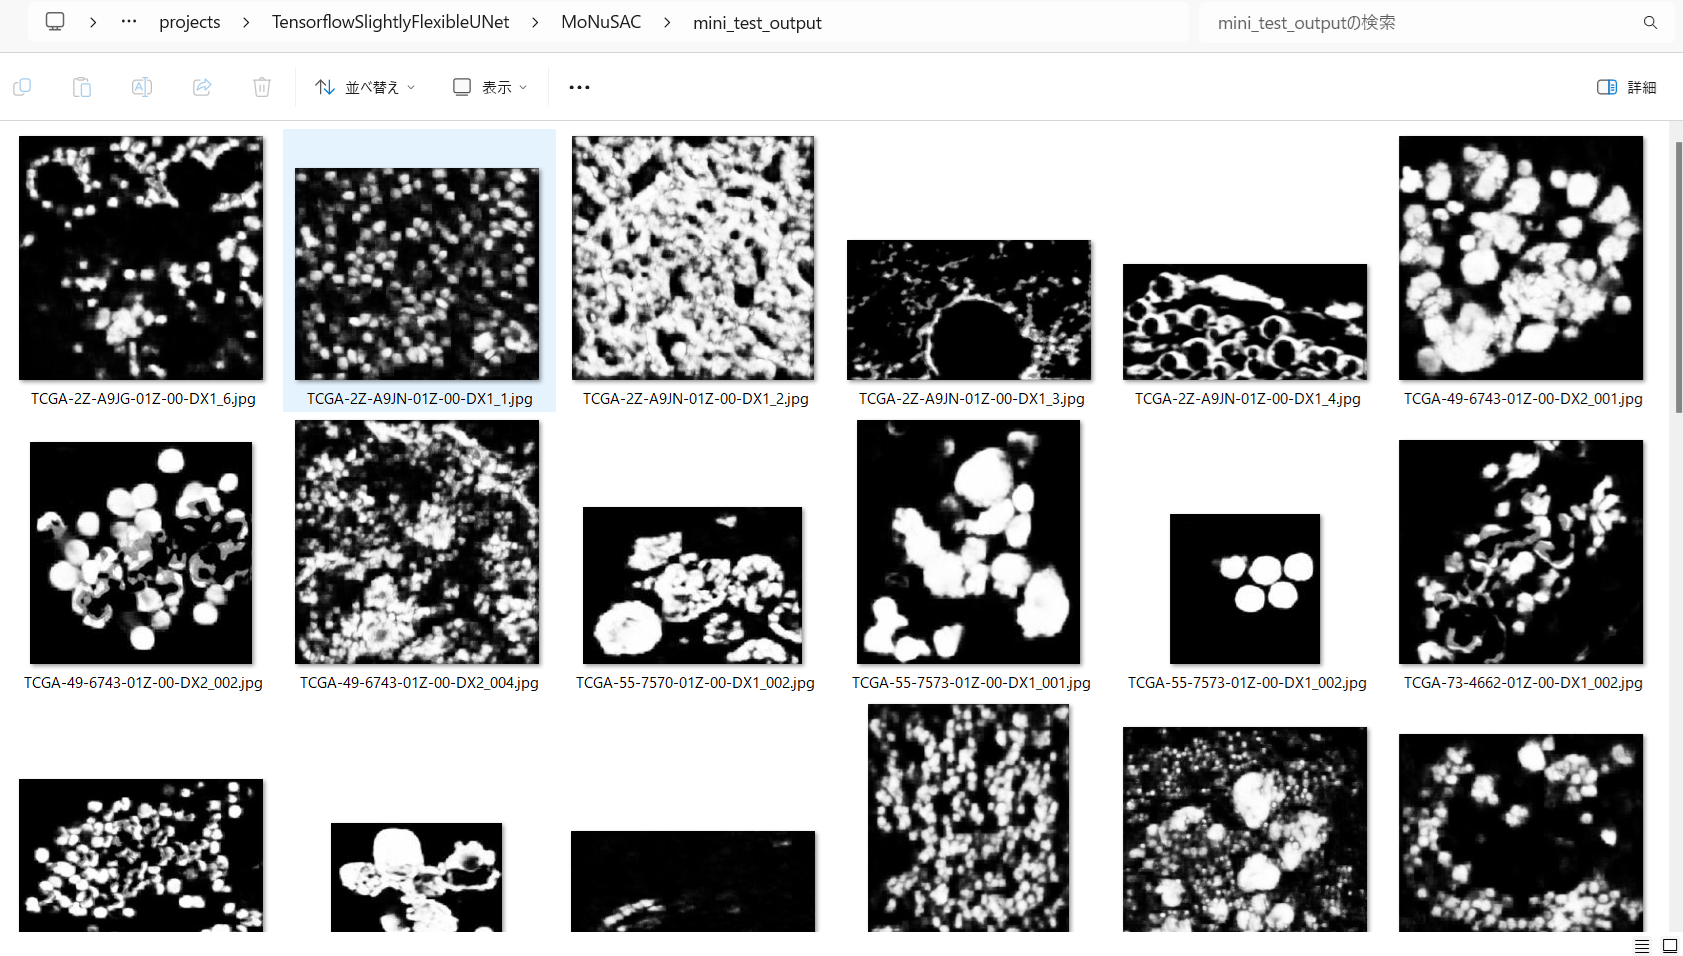 projects > TensorflowSlightlyFlexibleUNet > MoNuSAC > mini_test_output
mini_test_outputの検索
並べ替え
表示
詳細
TCGA-2Z-A9JG-01Z-00-DX1_6.jpg
TCGA-2Z-A9JN-01Z-00-DX1_1.jpg
TCGA-2Z-A9JN-01Z-00-DX1_2.jpg
TCGA-2Z-A9JN-01Z-00-DX1_3.jpg
TCGA-2Z-A9JN-01Z-00-DX1_4.jpg
TCGA-49-6743-01Z-00-DX2_001.jpg
TCGA-49-6743-01Z-00-DX2_002.jpg
TCGA-49-6743-01Z-00-DX2_004.jpg
TCGA-55-7570-01Z-00-DX1_002.jpg
TCGA-55-7573-01Z-00-DX1_001.jpg
TCGA-55-7573-01Z-00-DX1_002.jpg
TCGA-73-4662-01Z-00-DX1_002.jpg